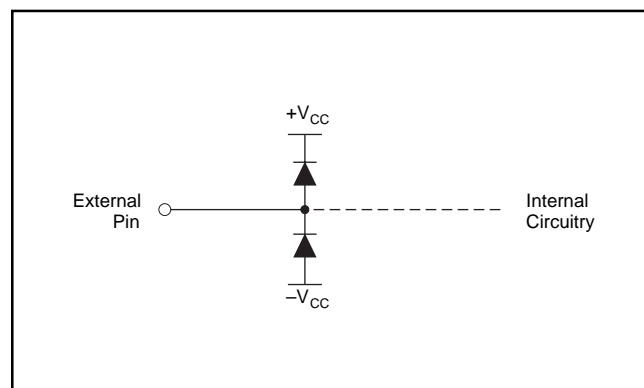 +VCC
External
Pin
Internal
Circuitry
–VCC